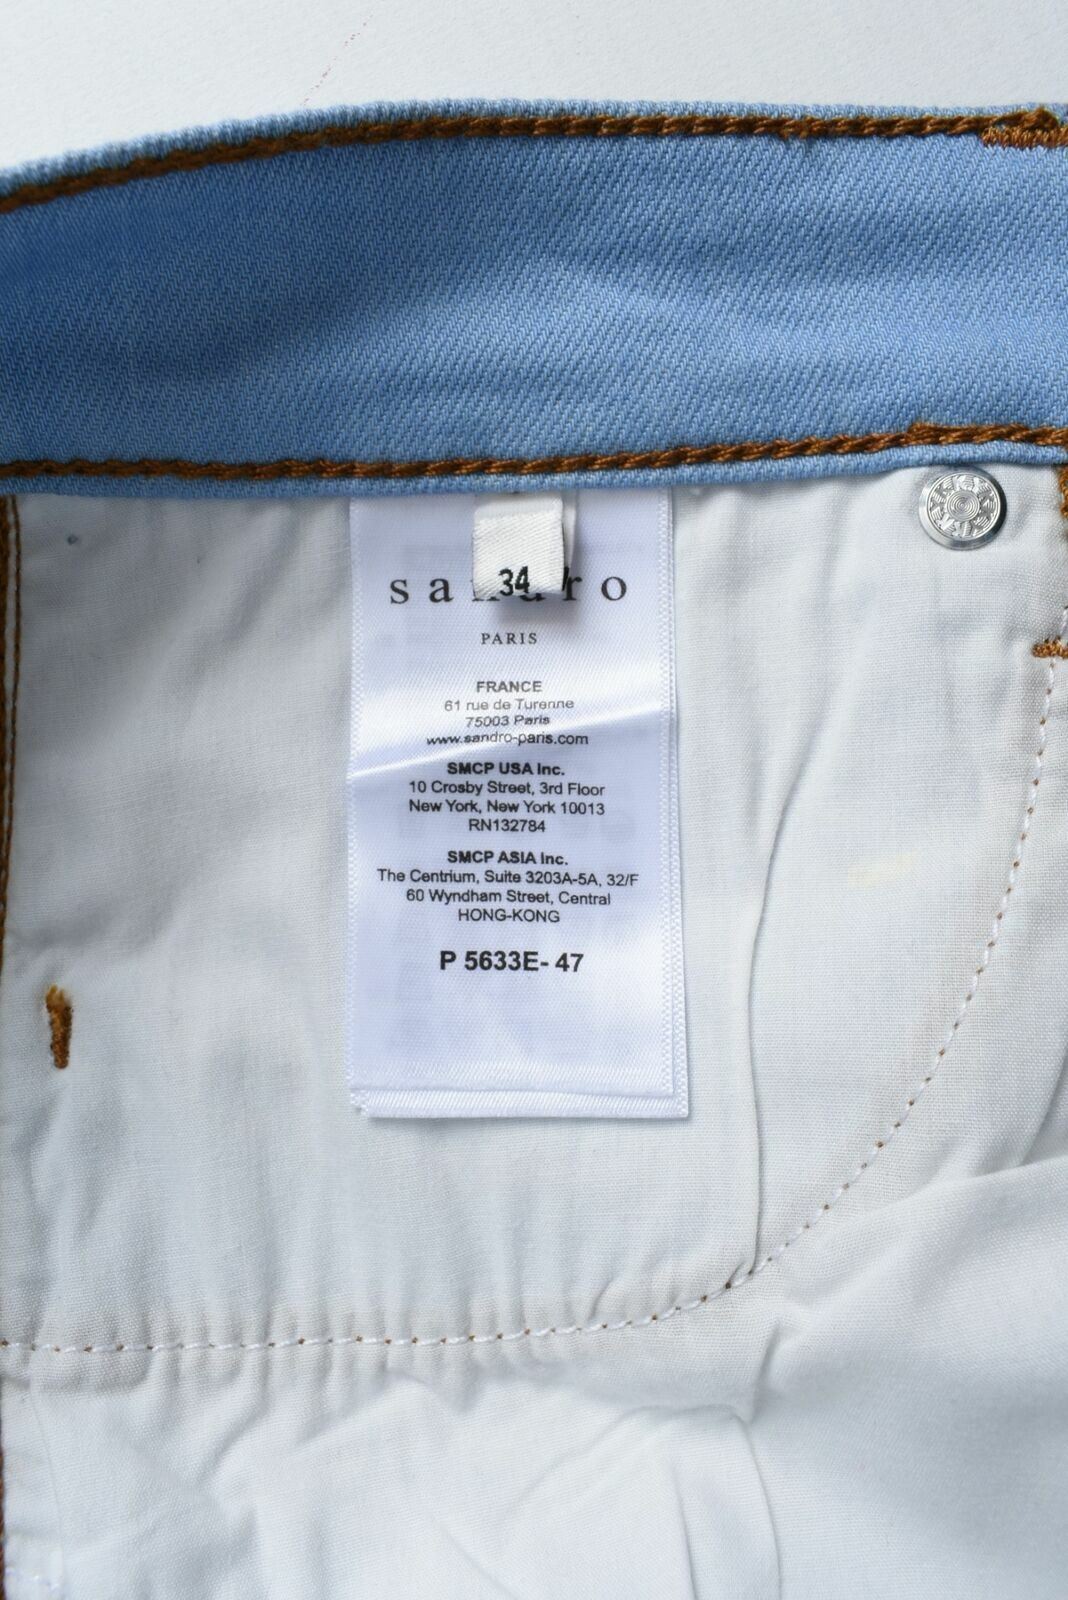 34
sandro
PARIS
FRANCE
61 rue de Turenne
75003 Paris
www.sandro-paris.com
SMCP USA Inc.
10 Crosby Street, 3rd Floor
New York, New York 10013
RN132784
SMCP ASIA Inc.
The Centrium, Suite 3203A-5A, 32/F
60 Wyndham Street, Central
HONG-KONG
P 5633E- 47